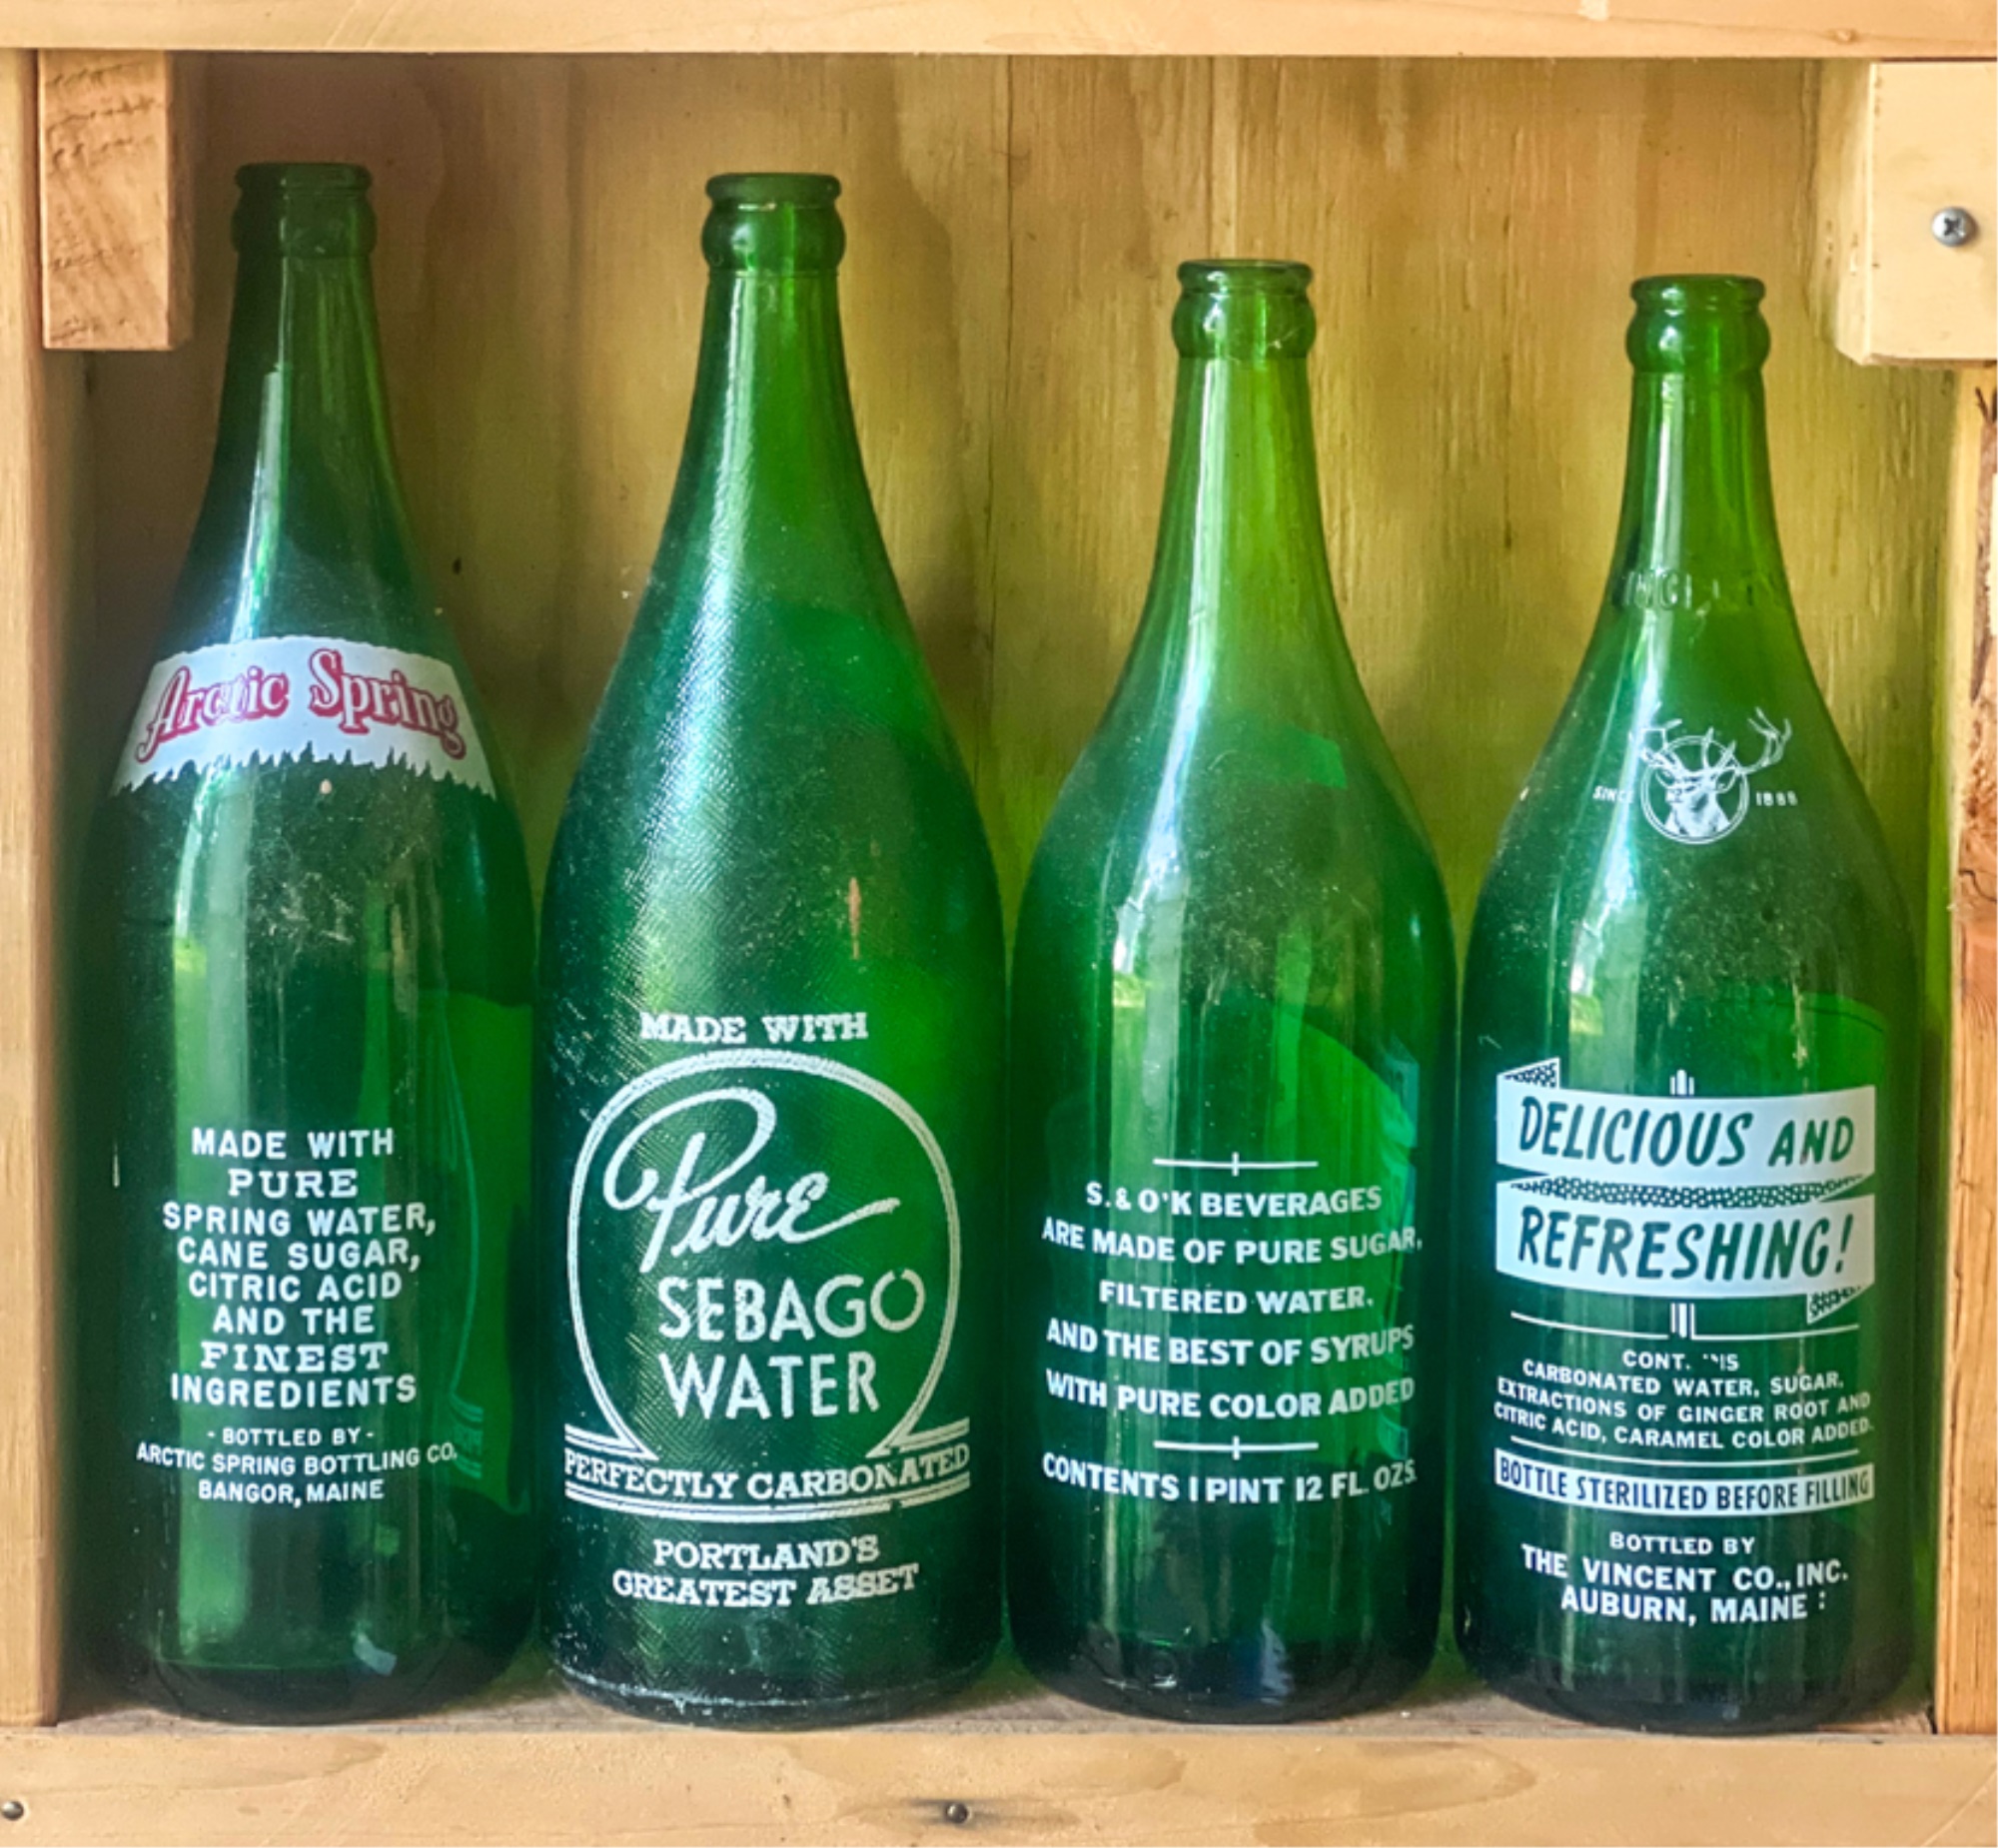 Arctic Spring
MADE WITH
PURE
SPRING WATER,
CANE SUGAR,
CITRIC ACID
AND THE
FINEST
INGREDIENTS
- BOTTLED BY -
ARCTIC SPRING BOTTLING CO.
BANGOR, MAINE
MADE WITH
Pure
SEBAGO
WATER
PERFECTLY CARBONATED
PORTLAND'S
GREATEST ASSET
S. & O'K BEVERAGES
ARE MADE OF PURE SUGAR,
FILTERED WATER.
AND THE BEST OF SYRUPS
WITH PURE COLOR ADDED
CONTENTS 1 PINT 12 FL. OZS.
SINCE
DELICIOUS AND
REFRESHING!
CARBONATED WATER, SUGAR,
EXTRACTIONS OF GINGER ROOT AND
CITRIC ACID, CARAMEL COLOR ADDED.
BOTTLE STERILIZED BEFORE FILLING
BOTTLED BY
THE VINCENT CO., INC.
AUBURN, MAINE